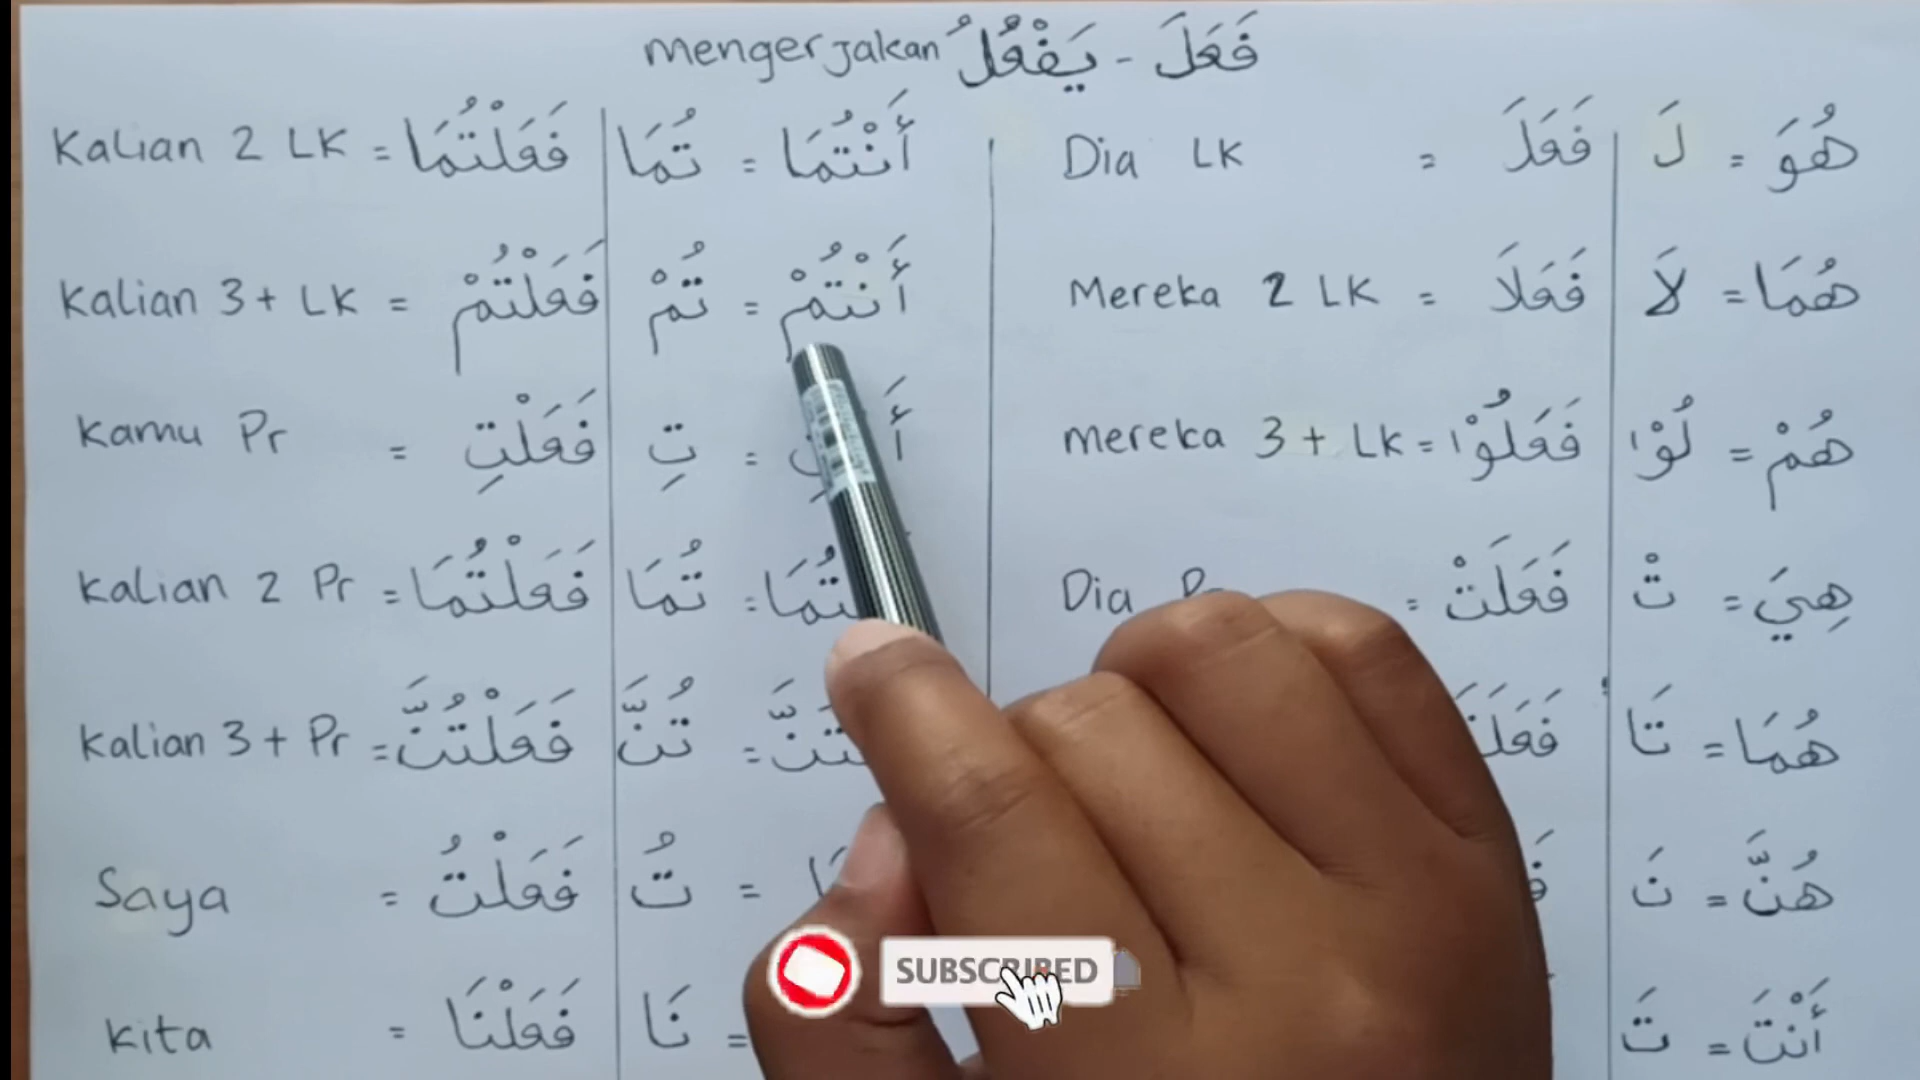 mengerjakan فَعَلَ - يَفْعُلُ
هُوَ = لَ | فَعَلَ = Dia LK
هُمَا = لَا | فَعَلَا = Mereka 2 LK
هُمْ = لُوْا | فَعَلُوْا = mereka 3 + LK
هِيَ = تْ | فَعَلَتْ = Dia
هُمَا = تَا
هُنَّ = نَ
أَنْتَ = تَ
أَنْتُمَا = تُمَا | فَعَلْتُمَا = Kalian 2 LK
أَنْتُمْ = تُمْ | فَعَلْتُمْ = Kalian 3 + LK
= تِ | فَعَلْتِ = Kamu Pr
= تُمَا | فَعَلْتُمَا = Kalian 2 Pr
= تُنَّ | فَعَلْتُنَّ = Kalian 3 + Pr
= تُ | فَعَلْتُ = Saya
= نَا | فَعَلْنَا = Kita
SUBSCRIBED